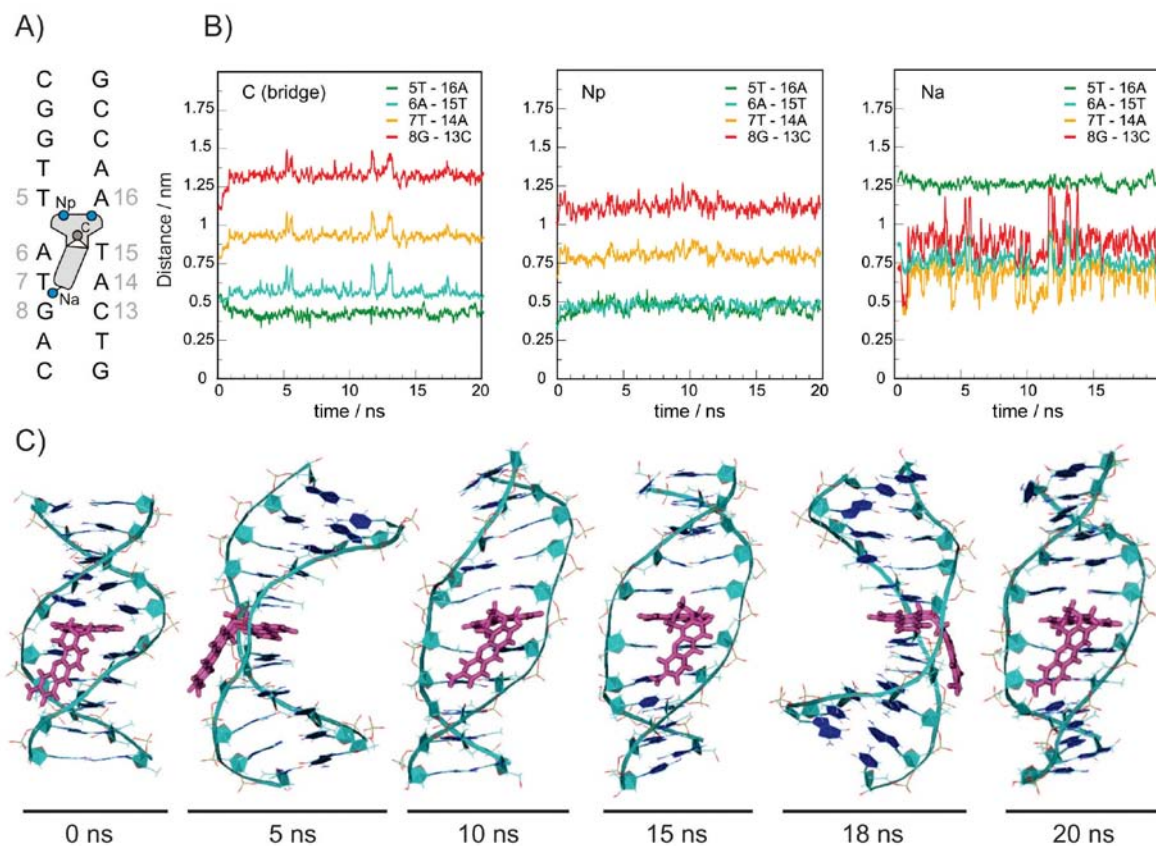 A)
C G
G C
G C
T A
5 T A 16
Np
C
6 A T 15
7 T A 14
Na
8 G C 13
A T
C G
B)
Distance / nm
C (bridge)
5T - 16A
6A - 15T
7T - 14A
8G - 13C
1.75
1.5
1.25
1
0.75
0.5
0.25
0
0 5 10 15 20
time / ns
Np
5T - 16A
6A - 15T
7T - 14A
8G - 13C
1.75
1.5
1.25
1
0.75
0.5
0.25
0
0 5 10 15 20
time / ns
Na
5T - 16A
6A - 15T
7T - 14A
8G - 13C
1.75
1.5
1.25
1
0.75
0.5
0.25
0
0 5 10 15
time / ns
C)
0 ns
5 ns
10 ns
15 ns
18 ns
20 ns